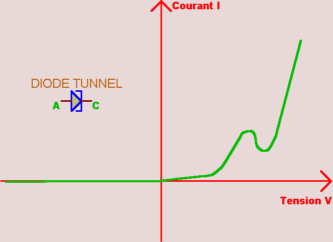 Courant I
DIODE TUNNEL
A
C
Tension V